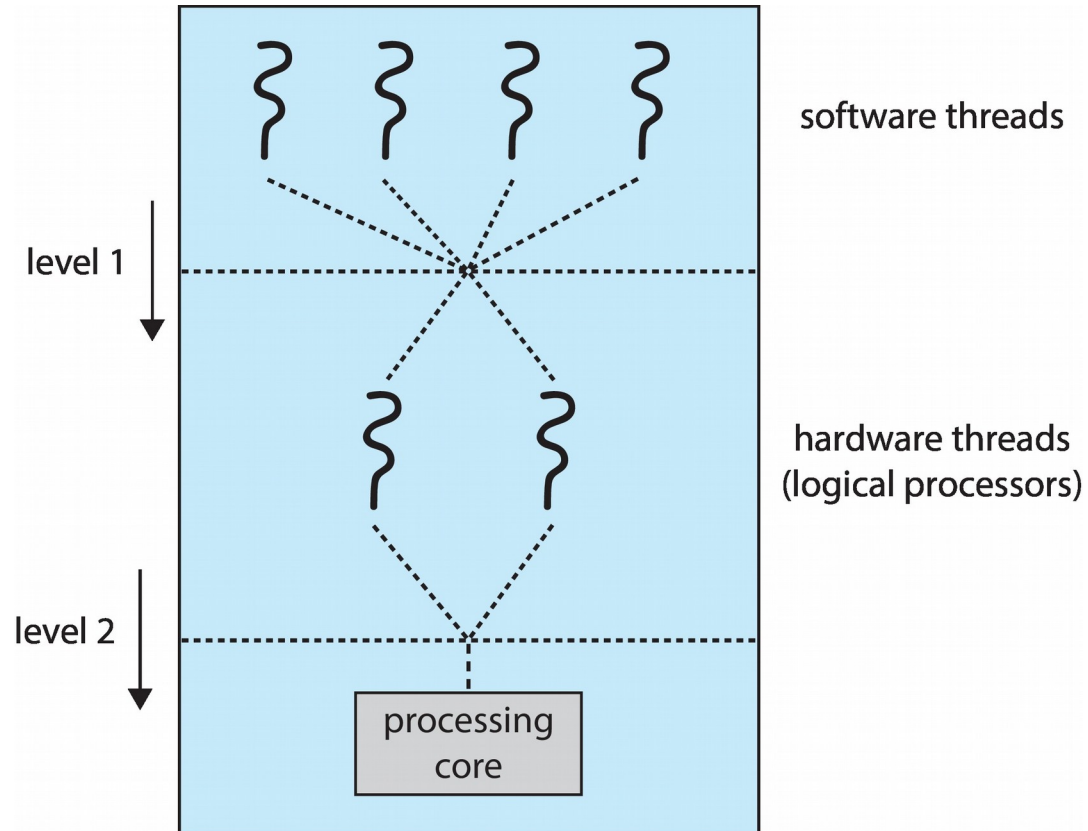 software threads
level 1
hardware threads
(logical processors)
level 2
processing
core